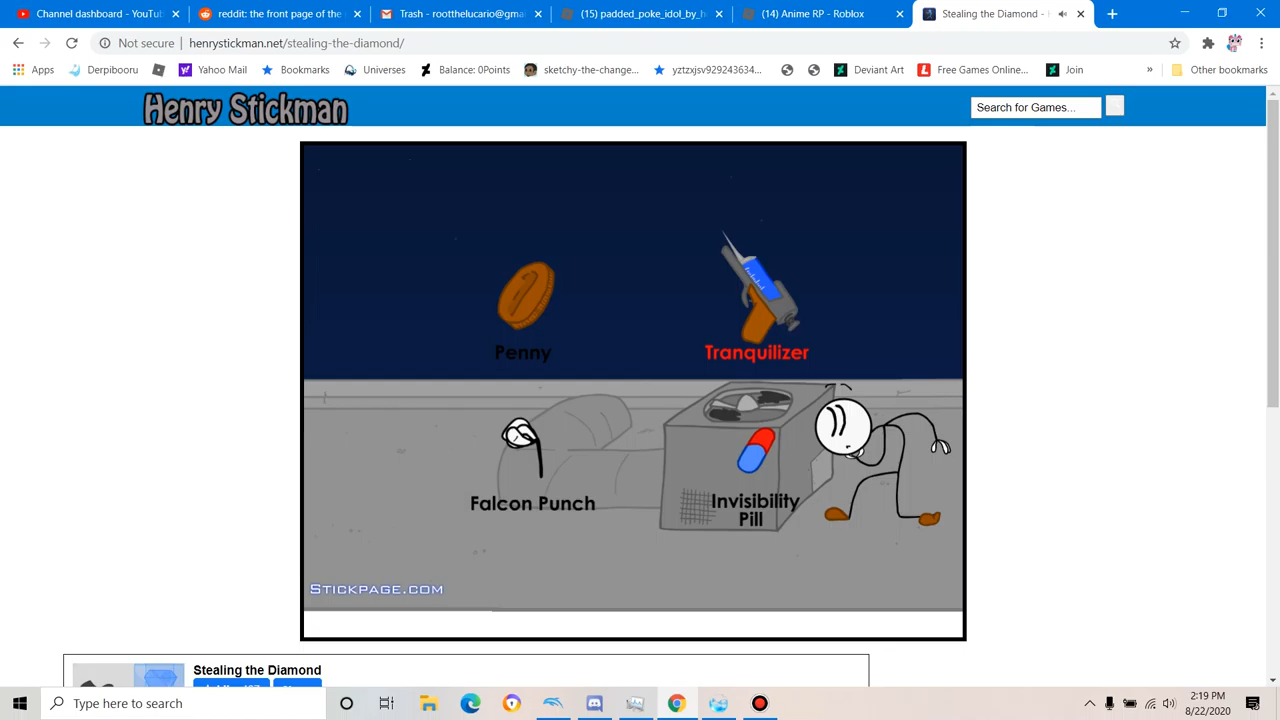 Channel dashboard - YouTub
reddit: the front page of the
Trash - rootthelucario@gma
(15) padded_poke_idol_by_h
(14) Anime RP - Roblox
Stealing the Diamond - H
Not secure | henrystickman.net/stealing-the-diamond/
Apps
Derpibooru
Yahoo Mail
Bookmarks
Universes
Balance: 0Points
sketchy-the-change...
yztzxjsv929243634...
Deviant Art
Free Games Online...
Join
»
Other bookmarks
Henry Stickman
Search for Games...
Penny
Tranquilizer
Falcon Punch
Invisibility
Pill
STICKPAGE.COM
Stealing the Diamond
Type here to search
2:19 PM
8/22/2020